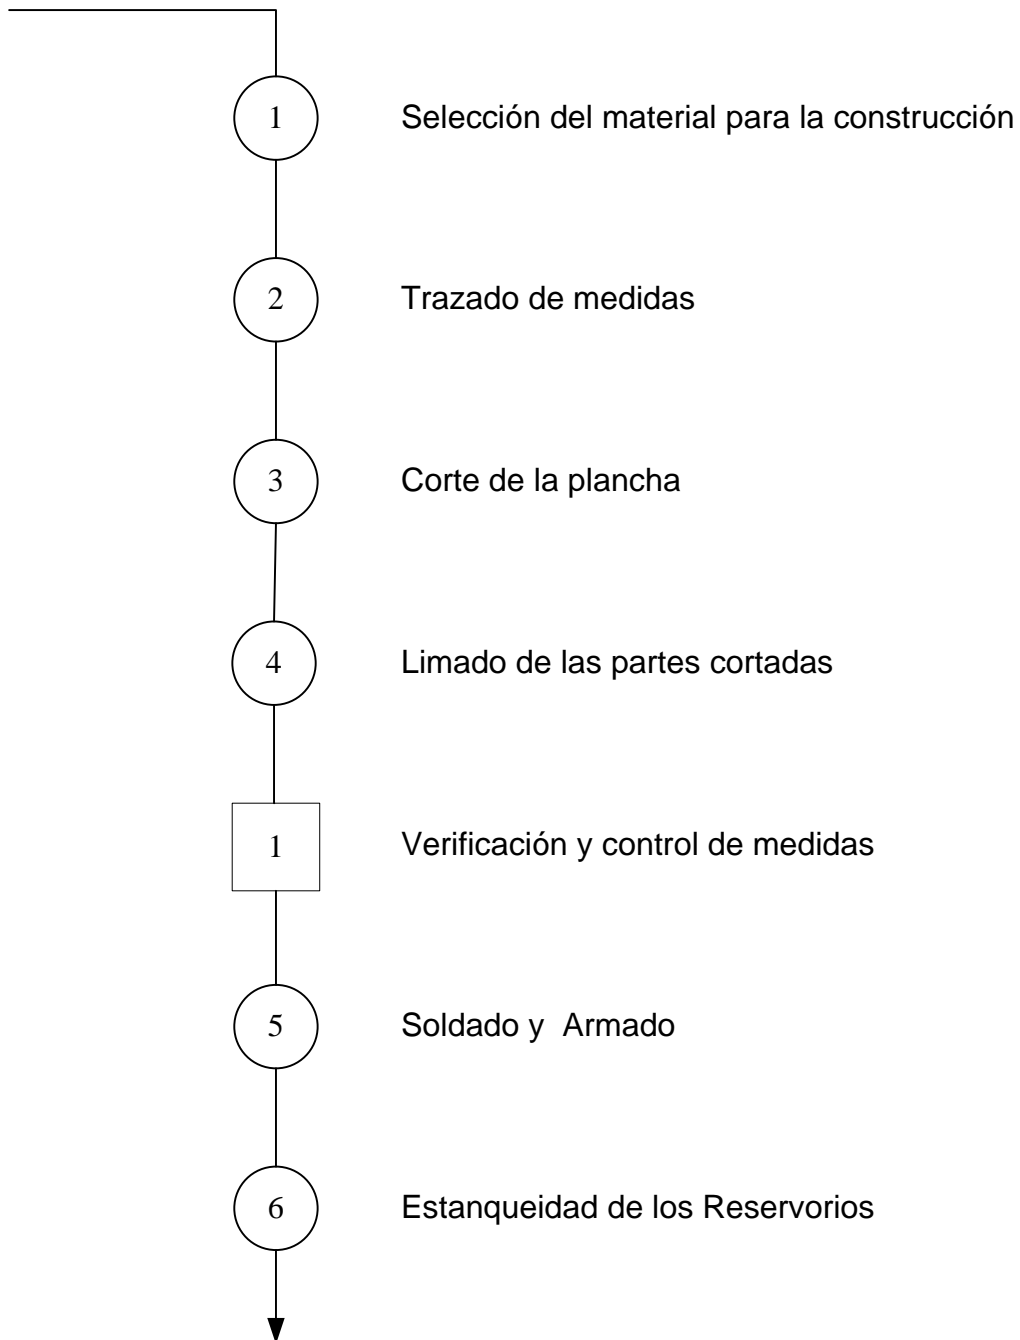 1 Selección del material para la construcción
2 Trazado de medidas
3 Corte de la plancha
4 Limado de las partes cortadas
1 Verificación y control de medidas
5 Soldado y  Armado
6 Estanqueidad de los Reservorios